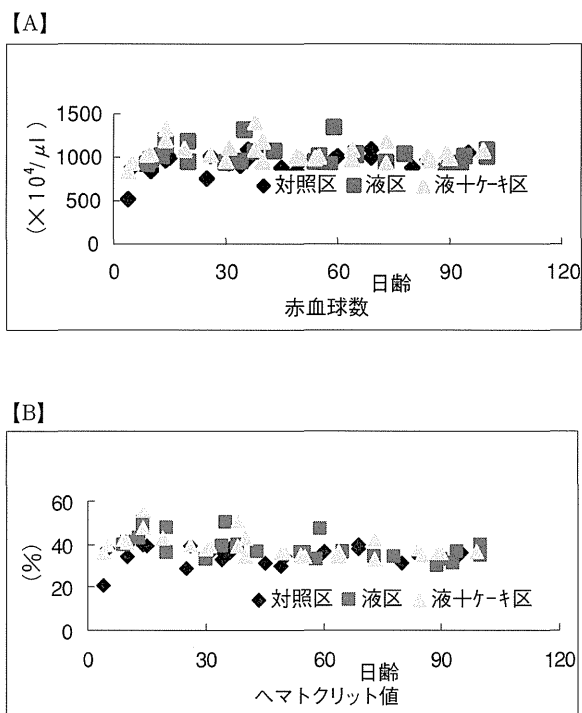 【A】
1500
1000
500
0
(×10⁴/μl)
◆対照区 ■液区 ▲液十ケーキ区
0 30 60 90 120
日齢
赤血球数
【B】
60
40
20
0
(%)
◆対照区 ■液区 ▲液十ケーキ区
0 30 60 90 120
日齢
ヘマトクリット値